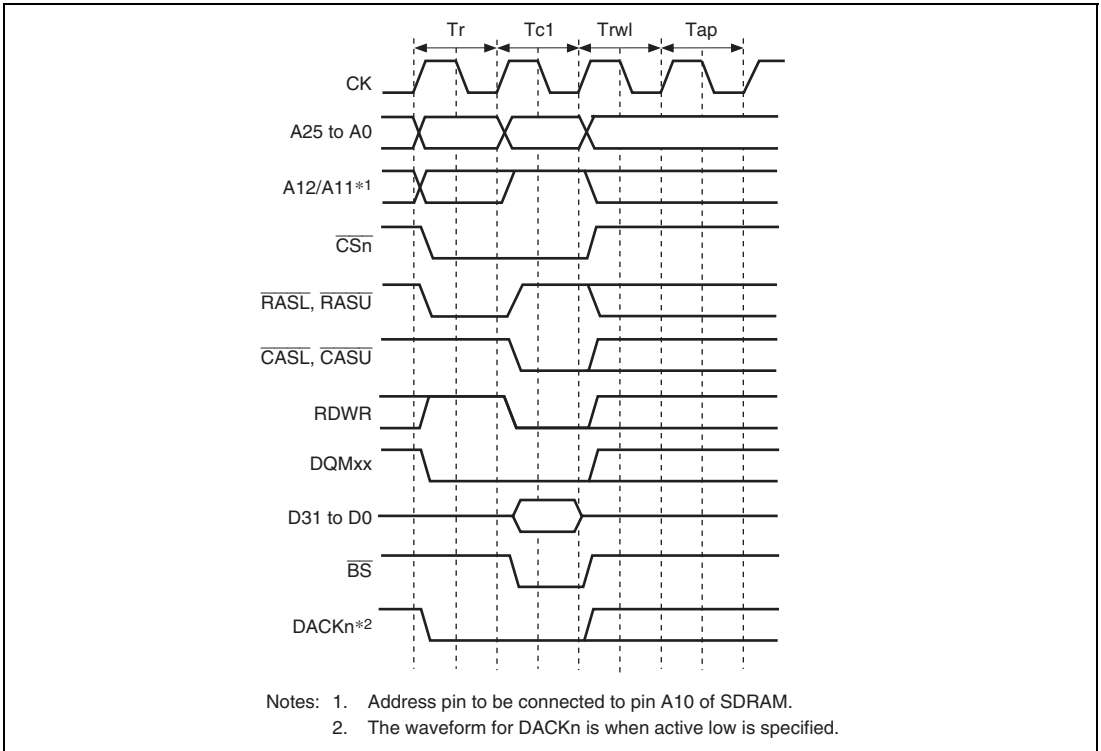 Tr Tc1 Trwl Tap
CK
A25 to A0
A12/A11*1
CSn
RASL, RASU
CASL, CASU
RDWR
DQMxx
D31 to D0
BS
DACKn*2
Notes: 1. Address pin to be connected to pin A10 of SDRAM.
2. The waveform for DACKn is when active low is specified.